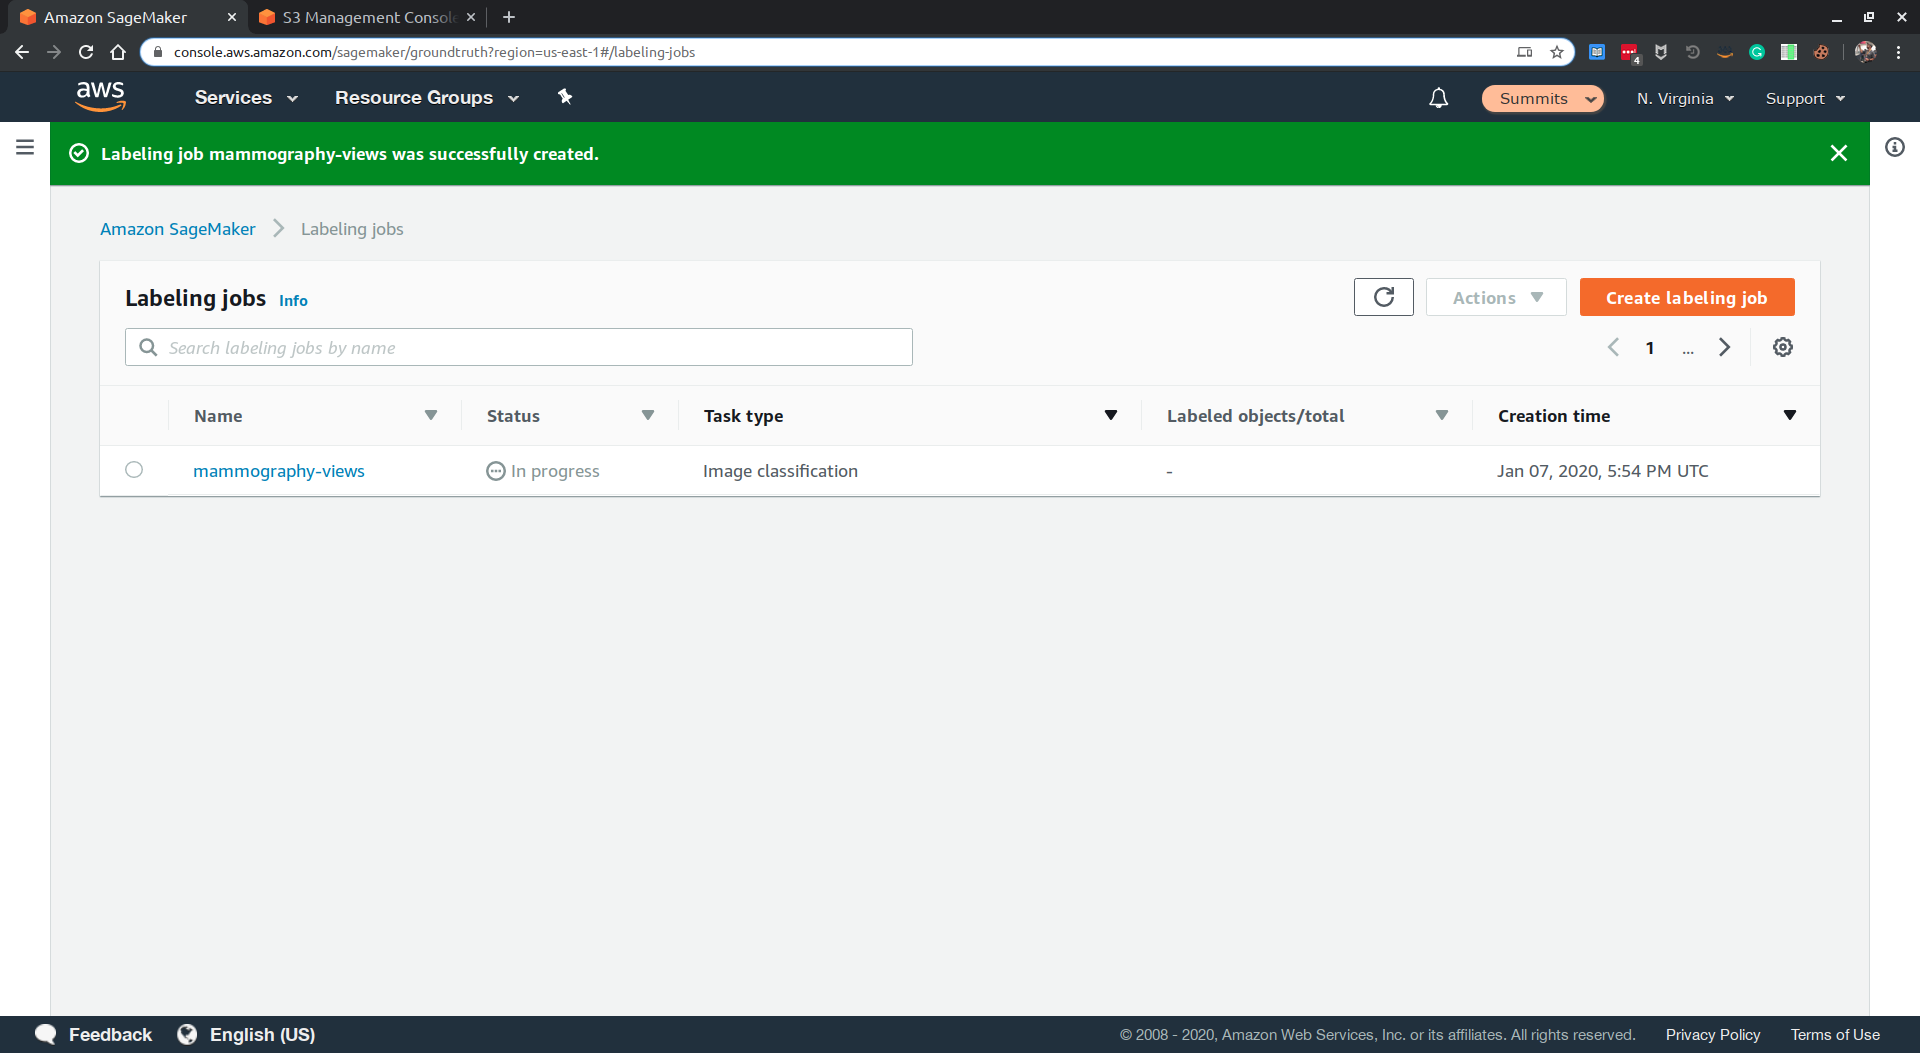 Amazon SageMaker
S3 Management Console
console.aws.amazon.com/sagemaker/groundtruth?region=us-east-1#/labeling-jobs
4
aws
Services
Resource Groups
Summits
N. Virginia
Support
Labeling job mammography-views was successfully created.
Amazon SageMaker
Labeling jobs
Labeling jobs Info
Actions
Create labeling job
Search labeling jobs by name
1 ...
Name Status Task type Labeled objects/total Creation time
mammography-views In progress Image classification - Jan 07, 2020, 5:54 PM UTC
Feedback English (US) © 2008 - 2020, Amazon Web Services, Inc. or its affiliates. All rights reserved. Privacy Policy Terms of Use